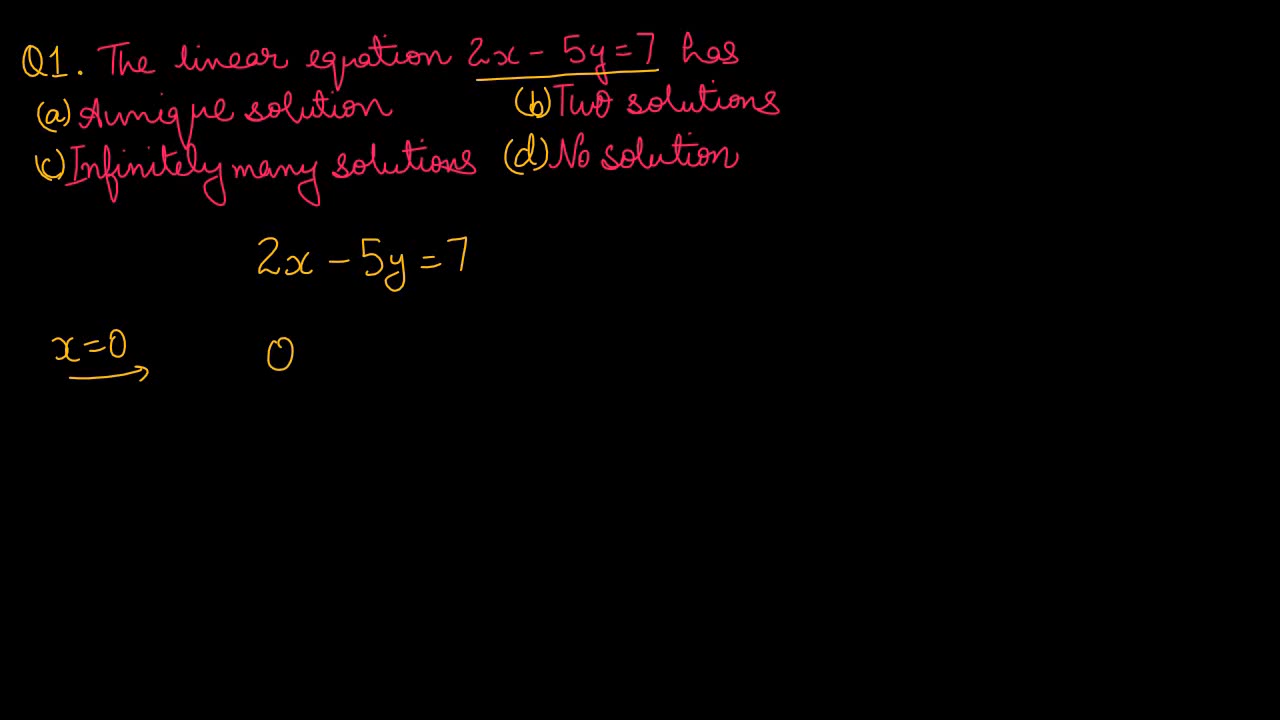 Q1. The linear equation 2x - 5y = 7 has
(a) A unique solution (b) Two solutions
(c) Infinitely many solutions (d) No solution
2x - 5y = 7
x = 0 0